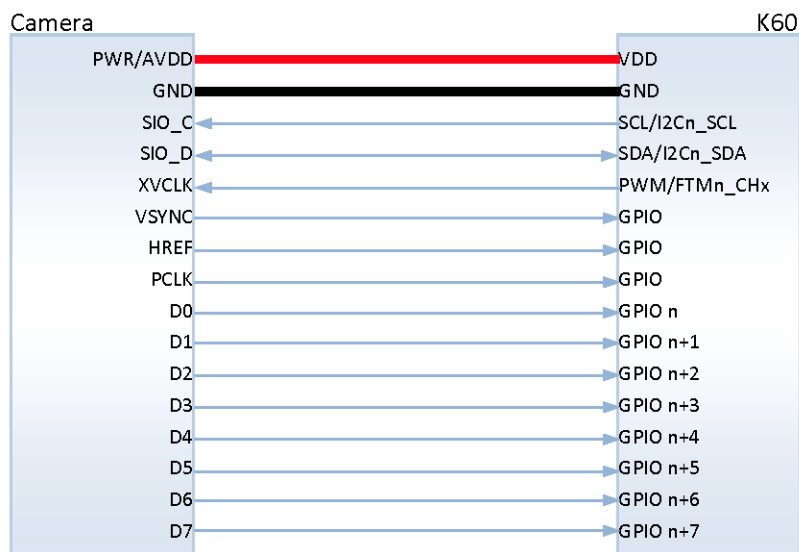 Camera K60
PWR/AVDD VDD
GND GND
SIO_C SCL/I2Cn_SCL
SIO_D SDA/I2Cn_SDA
XVCLK PWM/FTMn_CHx
VSYNC GPIO
HREF GPIO
PCLK GPIO
D0 GPIO n
D1 GPIO n+1
D2 GPIO n+2
D3 GPIO n+3
D4 GPIO n+4
D5 GPIO n+5
D6 GPIO n+6
D7 GPIO n+7